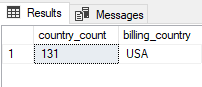 Results Messages
country_count billing_country
1 131 USA